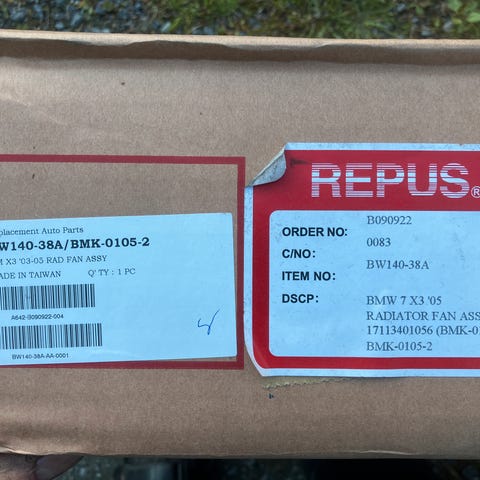 placement Auto Parts
W140-38A/BMK-0105-2
M X3 '03-05 RAD FAN ASSY
ADE IN TAIWAN Q' TY : 1 PC
A642-B090922-004
BW140-38A-AA-0001
4
REPUS®
ORDER NO: B090922
C/NO: 0083
ITEM NO: BW140-38A
DSCP: BMW 7 X3 '05
RADIATOR FAN ASS
17113401056 (BMK-01
BMK-0105-2